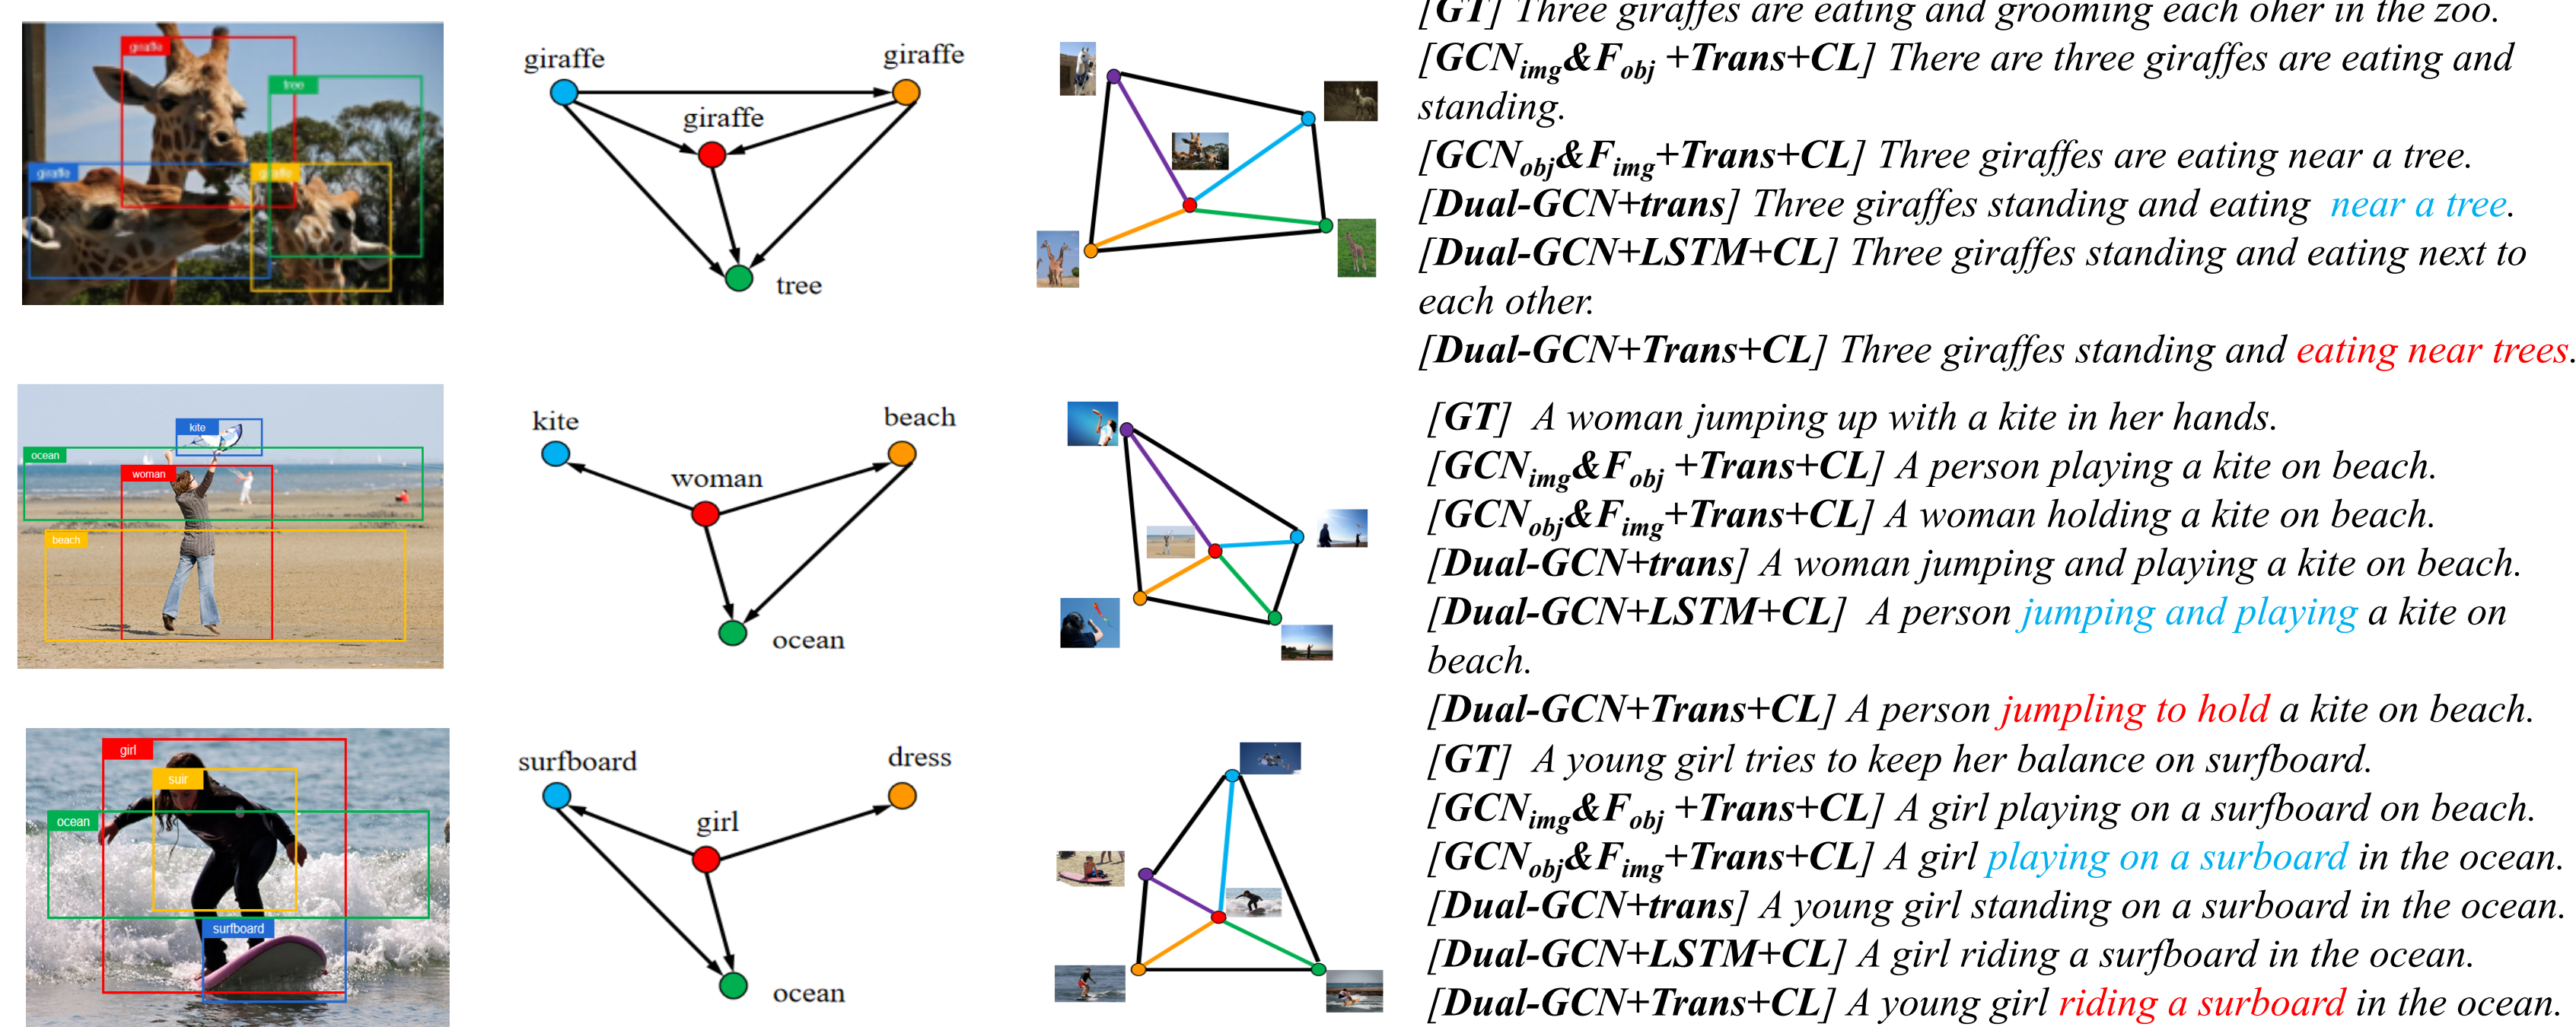 giraffe
tree
giraffe
giraffe
giraffe
giraffe
giraffe
tree
[GT] Three giraffes are eating and grooming each oher in the zoo.
[GCNimg&Fobj +Trans+CL] There are three giraffes are eating and
standing.
[GCNobj&Fimg+Trans+CL] Three giraffes are eating near a tree.
[Dual-GCN+trans] Three giraffes standing and eating near a tree.
[Dual-GCN+LSTM+CL] Three giraffes standing and eating next to
each other.
[Dual-GCN+Trans+CL] Three giraffes standing and eating near trees.
kite
ocean
woman
beach
kite
beach
woman
ocean
[GT] A woman jumping up with a kite in her hands.
[GCNimg&Fobj +Trans+CL] A person playing a kite on beach.
[GCNobj&Fimg+Trans+CL] A woman holding a kite on beach.
[Dual-GCN+trans] A woman jumping and playing a kite on beach.
[Dual-GCN+LSTM+CL] A person jumping and playing a kite on
beach.
[Dual-GCN+Trans+CL] A person jumpling to hold a kite on beach.
girl
suir
ocean
surfboard
surfboard
dress
girl
ocean
[GT] A young girl tries to keep her balance on surfboard.
[GCNimg&Fobj +Trans+CL] A girl playing on a surfboard on beach.
[GCNobj&Fimg+Trans+CL] A girl playing on a surboard in the ocean.
[Dual-GCN+trans] A young girl standing on a surboard in the ocean.
[Dual-GCN+LSTM+CL] A girl riding a surfboard in the ocean.
[Dual-GCN+Trans+CL] A young girl riding a surboard in the ocean.